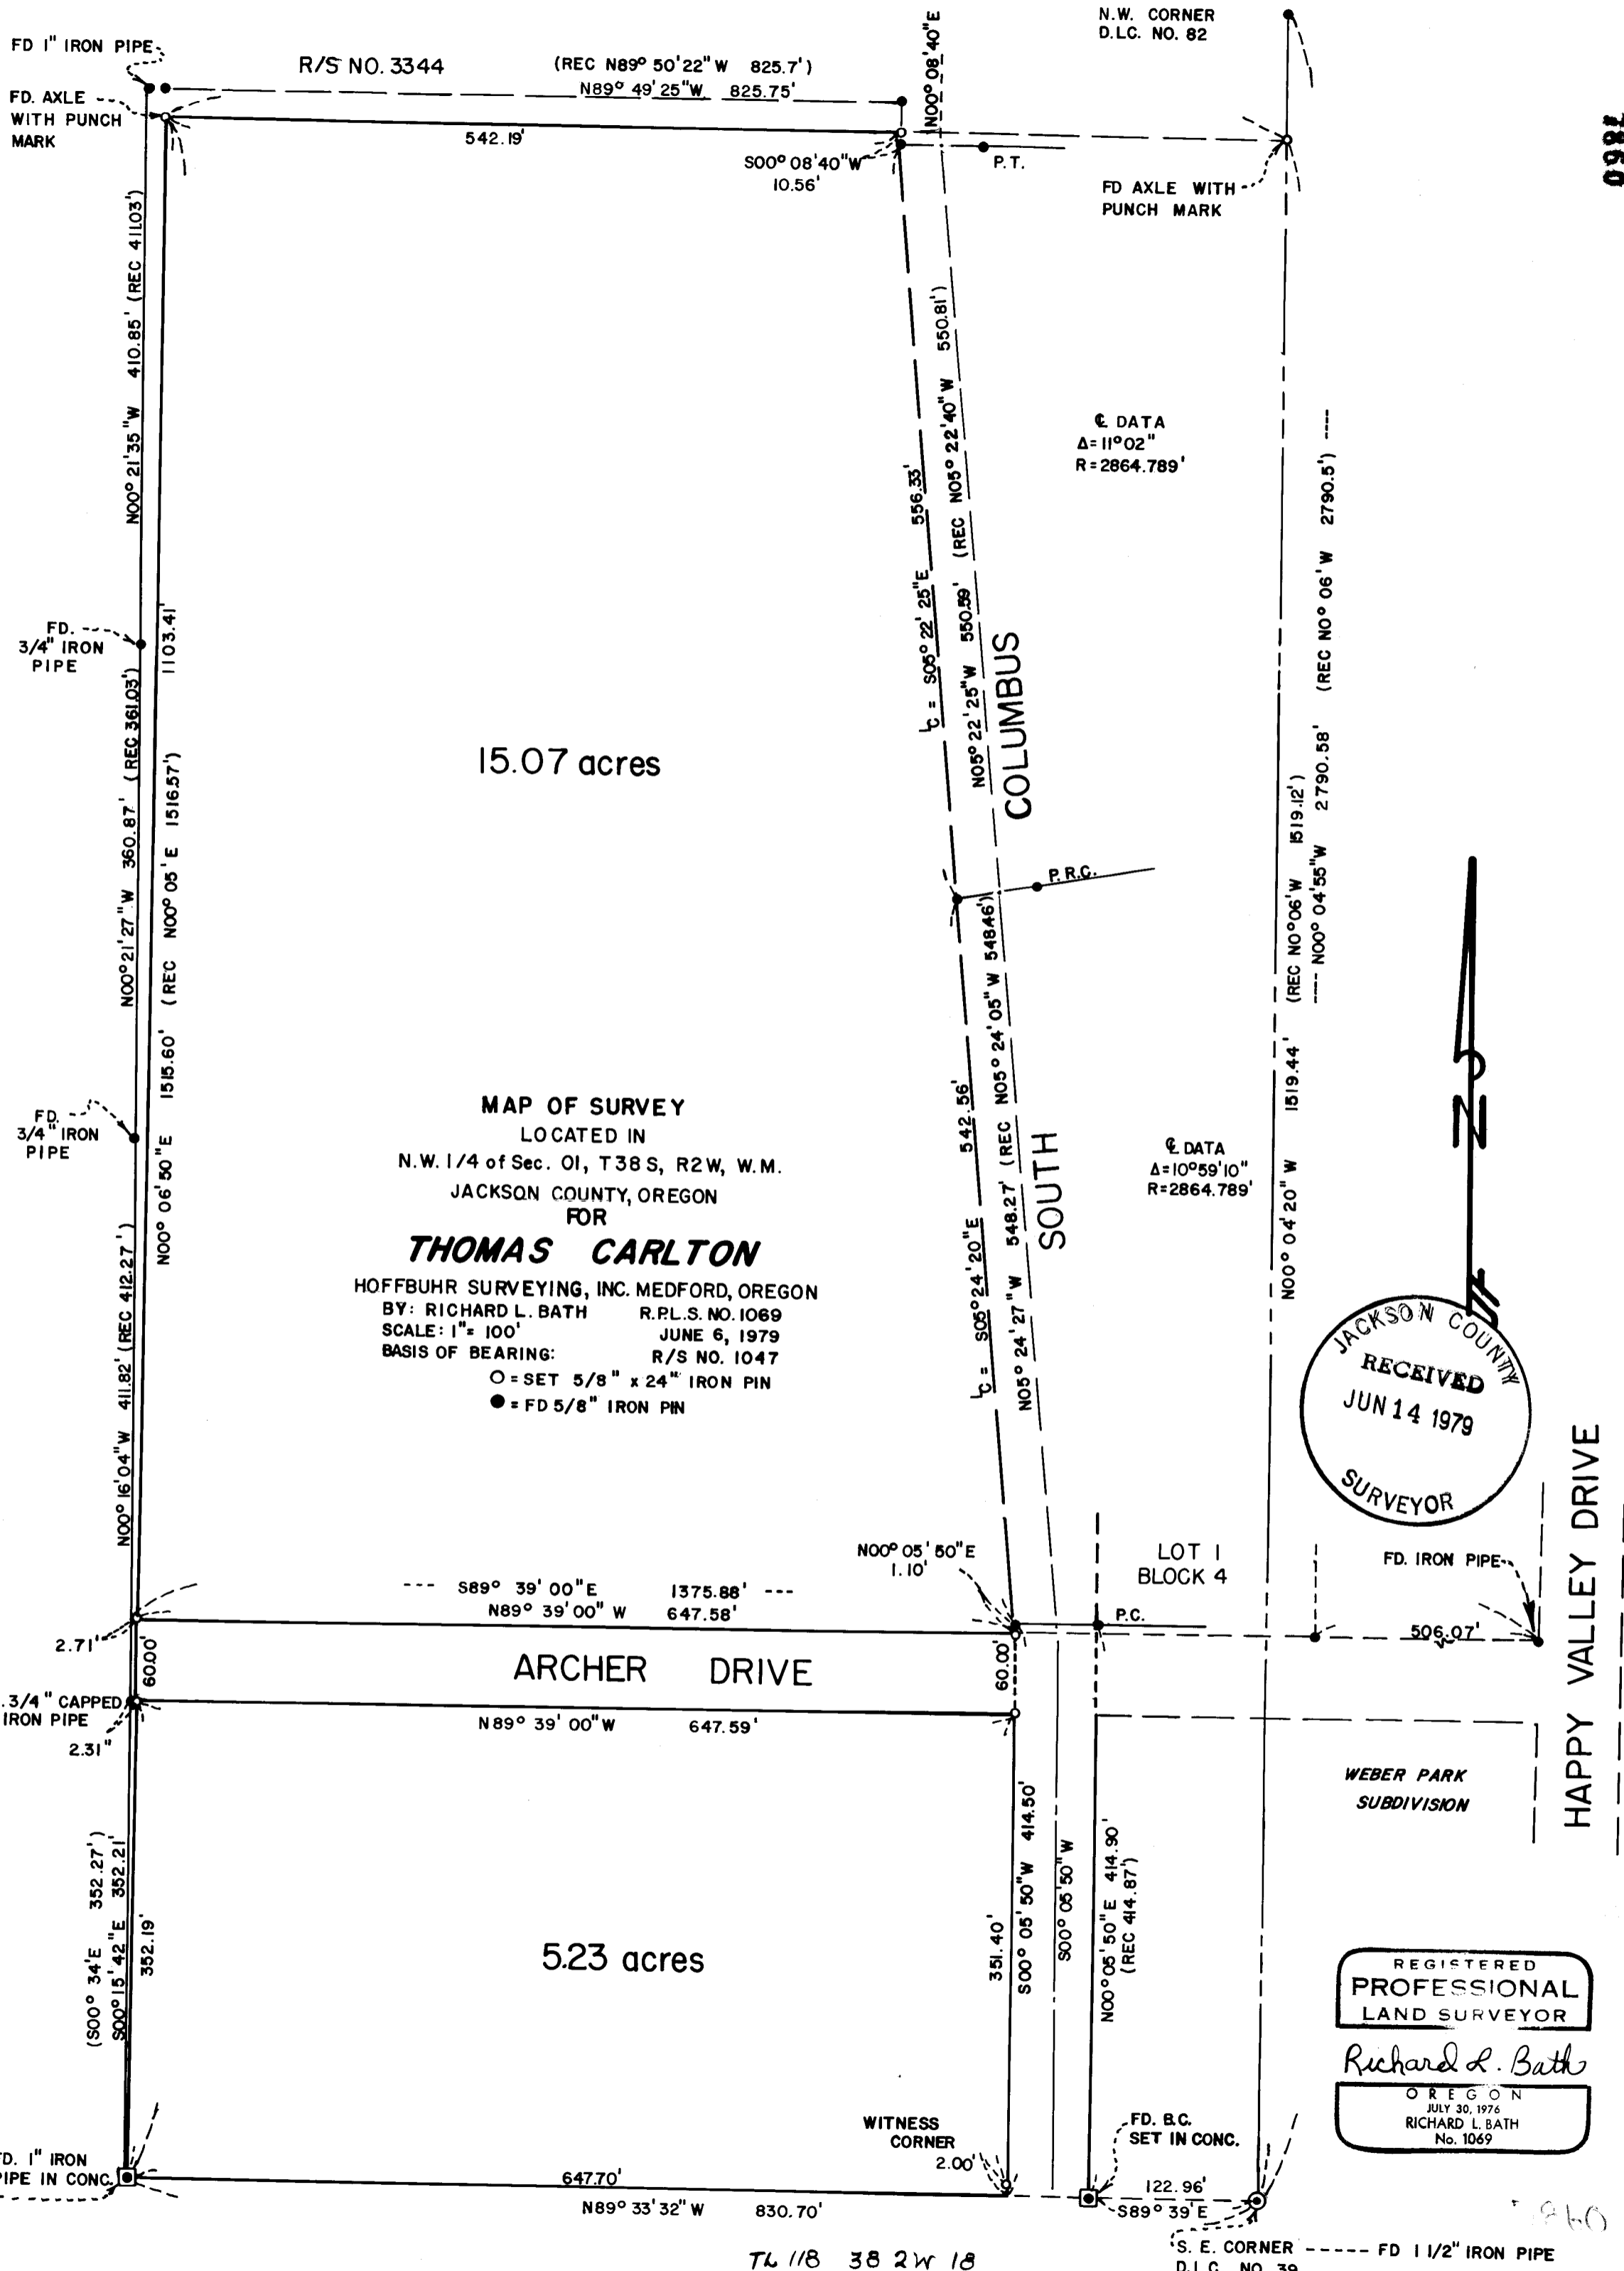 N.W. CORNER
D.L.C. NO. 82
FD 1" IRON PIPE
R/S NO. 3344
(REC N89° 50' 22" W 825.7')
N89° 49' 25" W 825.75'
N00° 08' 40" E
FD. AXLE
WITH PUNCH
MARK
1860
542.19'
S00° 08' 40" W
10.56'
P.T.
FD AXLE WITH
PUNCH MARK
N00° 21' 35" W 410.85' (REC 411.03')
N05° 22' 25" W 550.59' (REC N05° 22' 40" W 550.81')
LC = S05° 22' 25" E 556.33'
℄ DATA
Δ= 11° 02"
R = 2864.789'
---- N00° 04' 55" W 2790.58' (REC N0° 06' W 2790.5') ----
FD.
3/4" IRON
PIPE
1103.41'
COLUMBUS
N00° 21' 27" W 360.87' (REC 361.03')
15.07 acres
N00° 06' 50" E 1515.60' (REC N00° 05' E 1516.57')
P.R.C.
N00° 04' 20" W 1519.44' (REC N0° 06' W 1519.12')
N
FD.
3/4" IRON
PIPE
MAP OF SURVEY
LOCATED IN
N.W. 1/4 of Sec. 01, T38S, R2W, W.M.
JACKSON COUNTY, OREGON
FOR
THOMAS CARLTON
HOFFBUHR SURVEYING, INC. MEDFORD, OREGON
BY: RICHARD L. BATH R.P.L.S. NO. 1069
SCALE: 1" = 100' JUNE 6, 1979
BASIS OF BEARING: R/S NO. 1047
O = SET 5/8" x 24" IRON PIN
● = FD 5/8" IRON PIN
LC = S05° 24' 20" E 542.56'
N05° 24' 27" W 548.27' (REC N05° 24' 05" W 548.46')
SOUTH
℄ DATA
Δ= 10° 59' 10"
R = 2864.789'
N00° 16' 04" W 411.82' (REC 412.27')
JACKSON COUNTY
RECEIVED
JUN 14 1979
SURVEYOR
HAPPY VALLEY DRIVE
N00° 05' 50" E
1.10'
LOT 1
BLOCK 4
FD. IRON PIPE
--- S89° 39' 00" E 1375.88' ---
N89° 39' 00" W 647.58'
P.C.
506.07'
2.71'
60.00'
ARCHER DRIVE
60.00'
3/4" CAPPED
IRON PIPE
2.31"
N89° 39' 00" W 647.59'
WEBER PARK
SUBDIVISION
(S00° 34' E 352.27')
S00° 15' 42" E 352.21'
352.19'
5.23 acres
351.40'
S00° 05' 50" W 414.50'
S00° 05' 50" W
N00° 05' 50" E 414.90'
(REC 414.87')
REGISTERED
PROFESSIONAL
LAND SURVEYOR
Richard L. Bath
OREGON
JULY 30, 1976
RICHARD L. BATH
No. 1069
FD. 1" IRON
PIPE IN CONC.
WITNESS
CORNER
2.00'
FD. B.C.
SET IN CONC.
647.70'
N89° 33' 32" W 830.70'
122.96'
S89° 39' E
TL 118 38 2W 18
S. E. CORNER ----- FD 1 1/2" IRON PIPE
D.L.C. NO. 39